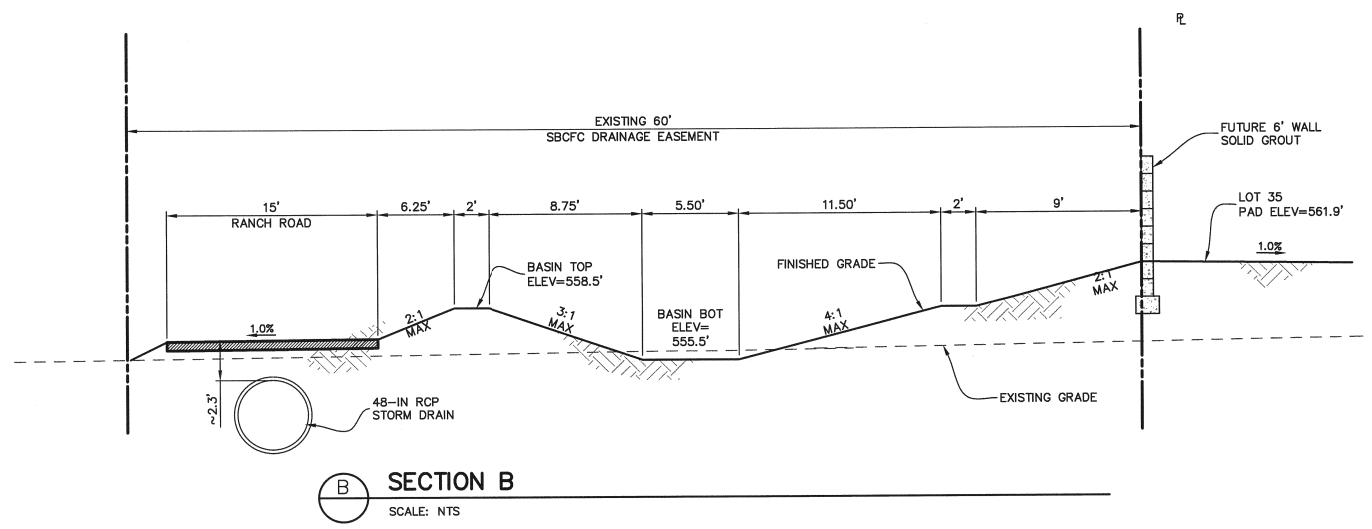 PL
EXISTING 60'
SBCFC DRAINAGE EASEMENT
FUTURE 6' WALL
SOLID GROUT
15'
RANCH ROAD
6.25'
2'
8.75'
5.50'
11.50'
2'
9'
LOT 35
PAD ELEV=561.9'
1.0%
BASIN TOP
ELEV=558.5'
FINISHED GRADE
2:1
MAX
1.0%
2:1
MAX
3:1
MAX
BASIN BOT
ELEV=
555.5'
4:1
MAX
~2.3'
48-IN RCP
STORM DRAIN
EXISTING GRADE
B
SECTION B
SCALE: NTS